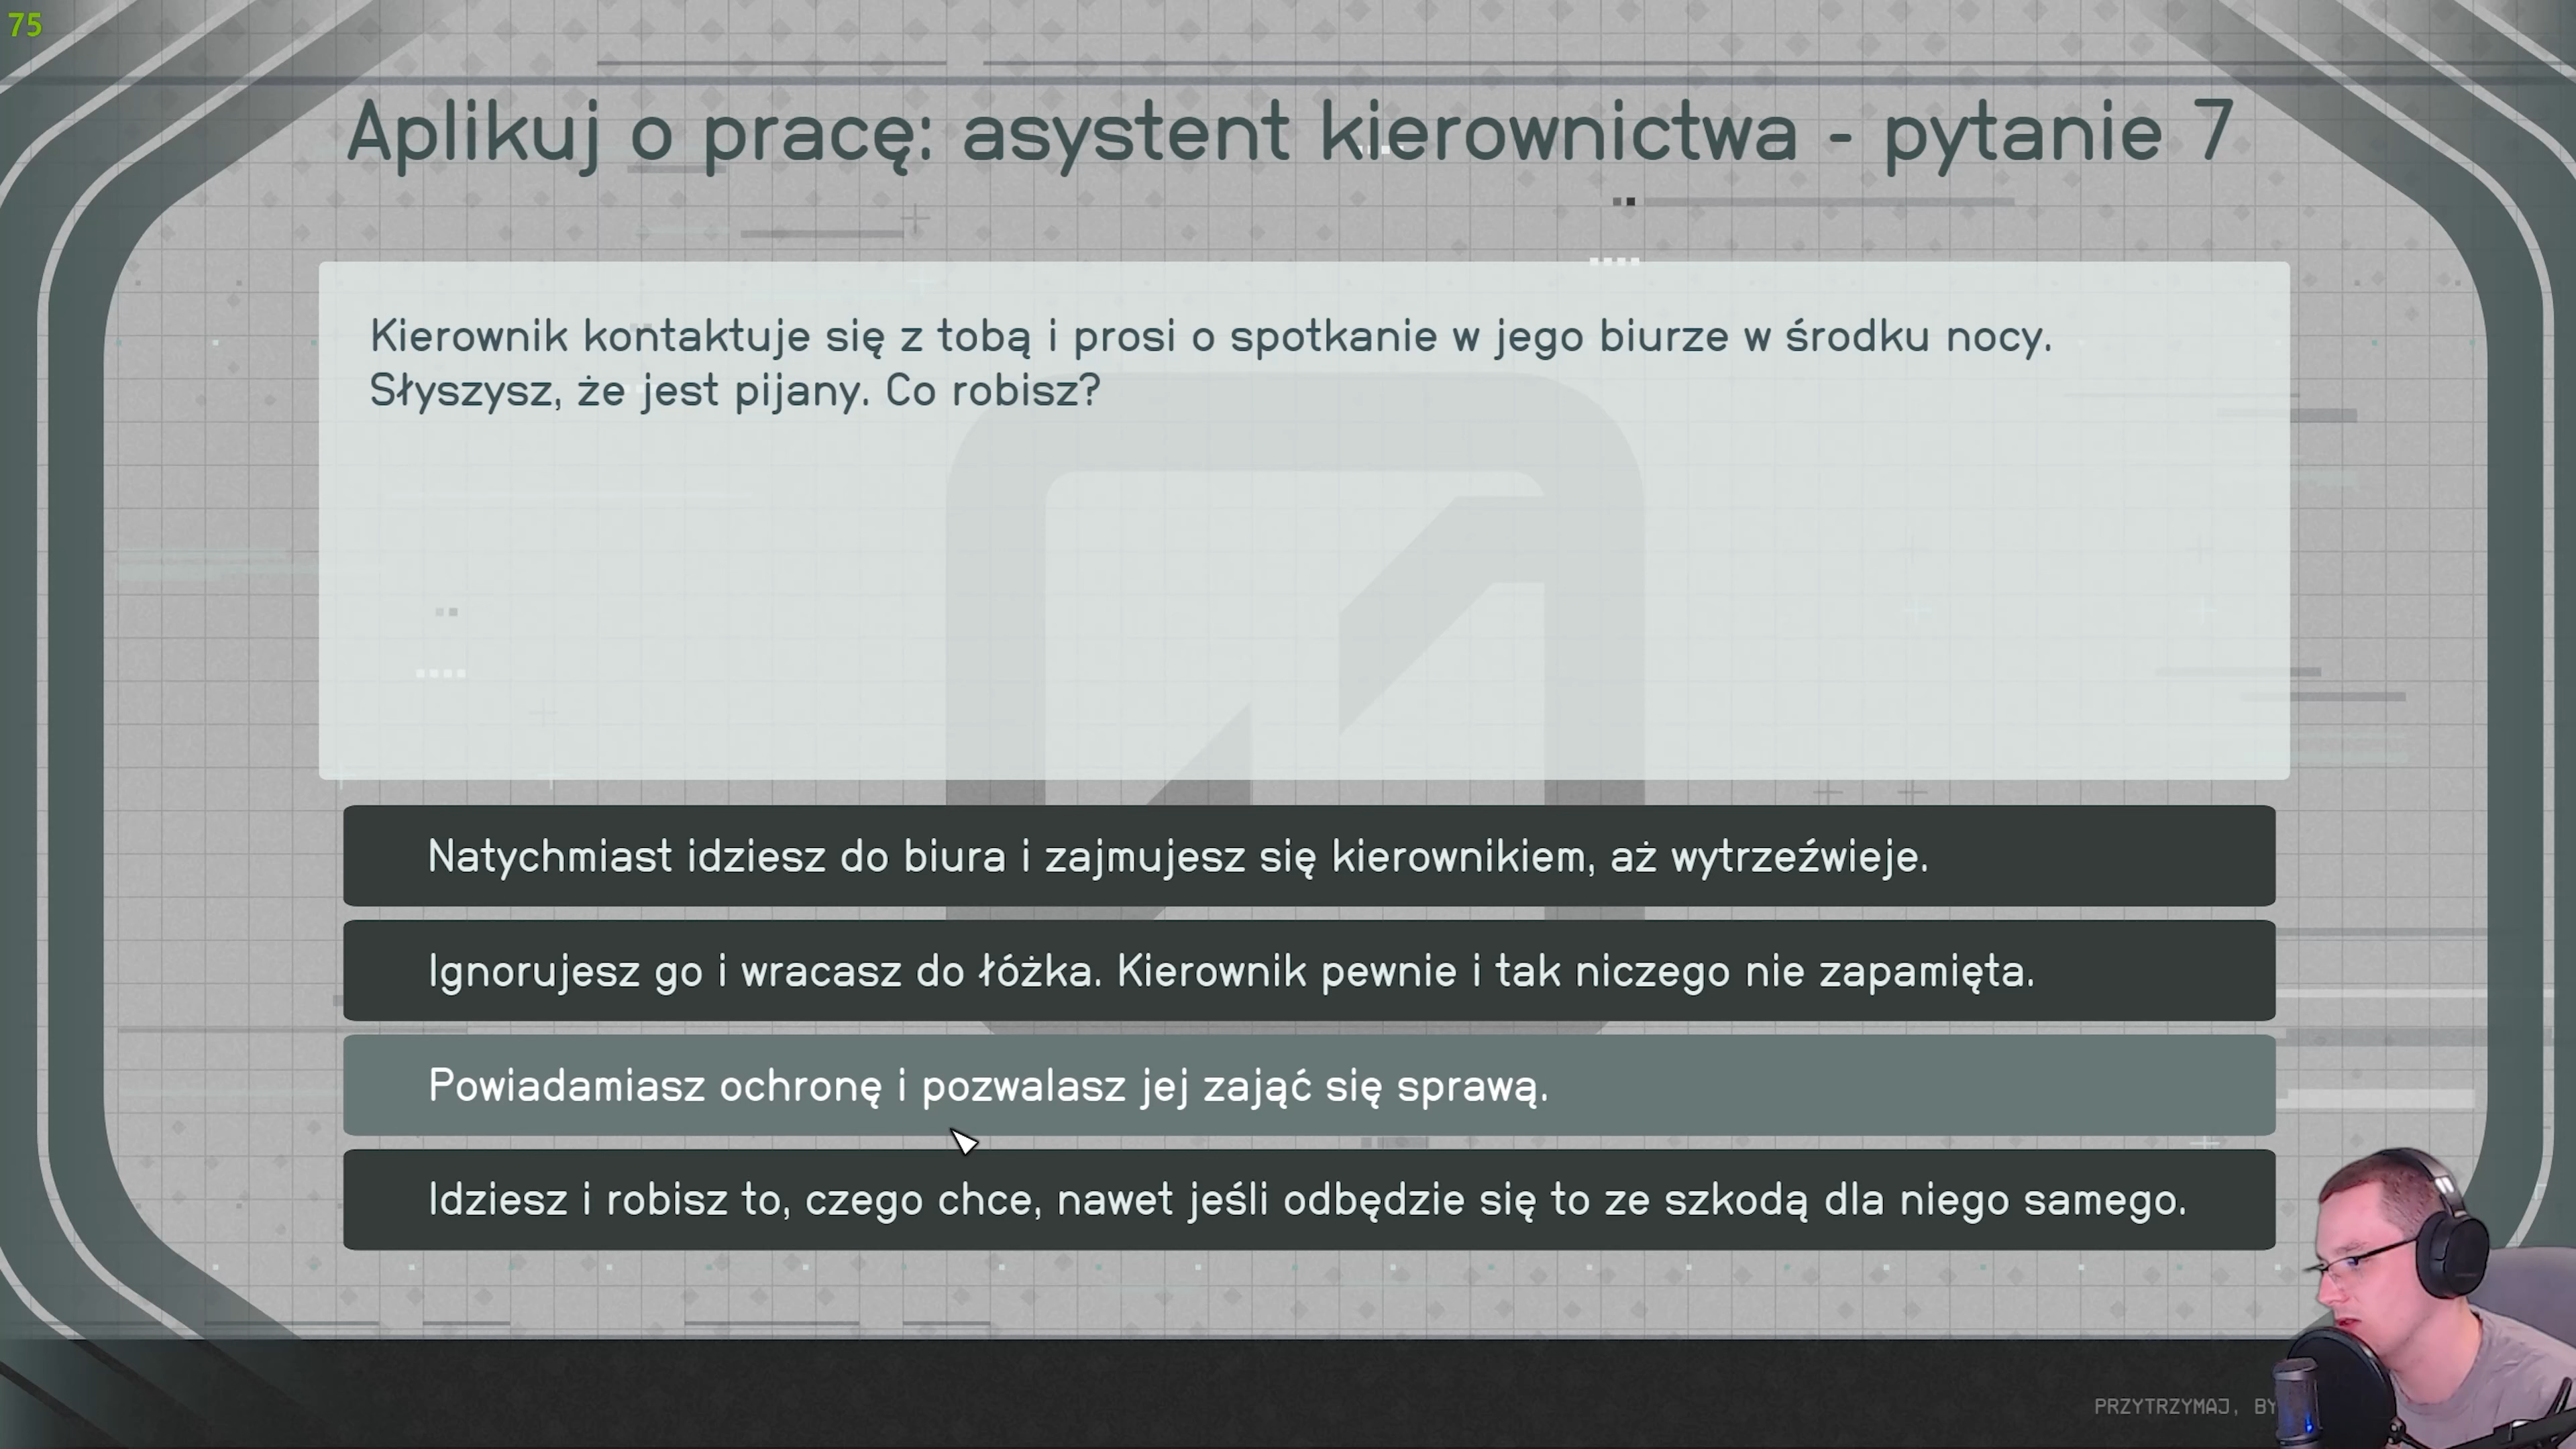 75
Aplikuj o pracę: asystent kierownictwa - pytanie 7
Kierownik kontaktuje się z tobą i prosi o spotkanie w jego biurze w środku nocy.
Słyszysz, że jest pijany. Co robisz?
Natychmiast idziesz do biura i zajmujesz się kierownikiem, aż wytrzeźwieje.
Ignorujesz go i wracasz do łóżka. Kierownik pewnie i tak niczego nie zapamięta.
Powiadamiasz ochronę i pozwalasz jej zająć się sprawą.
Idziesz i robisz to, czego chce, nawet jeśli odbędzie się to ze szkodą dla niego samego.
PRZYTRZYMAJ, BY